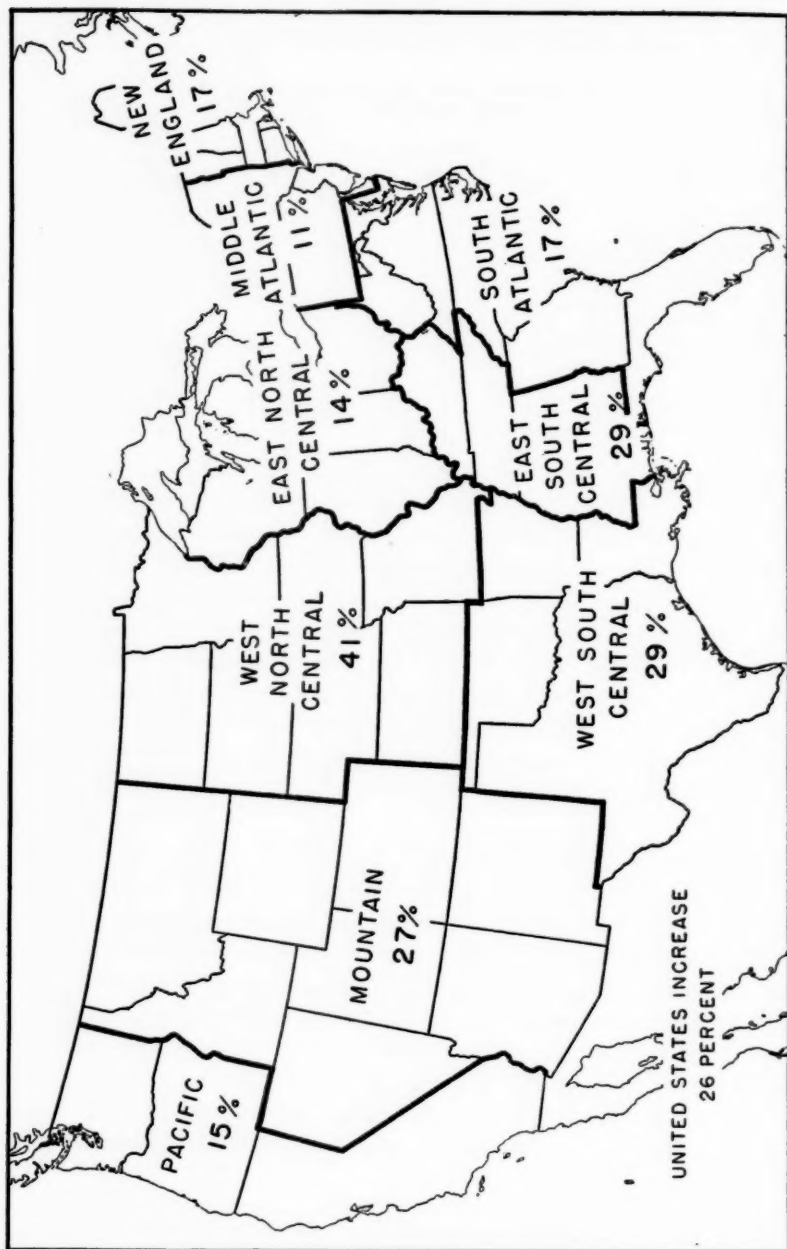 NEW
ENGLAND
17%
MIDDLE
ATLANTIC
11%
EAST NORTH
CENTRAL
14%
WEST
NORTH
CENTRAL
41%
SOUTH
ATLANTIC
17%
EAST
SOUTH
CENTRAL
29%
WEST SOUTH
CENTRAL
29%
MOUNTAIN
27%
PACIFIC
15%
UNITED STATES INCREASE
26 PERCENT